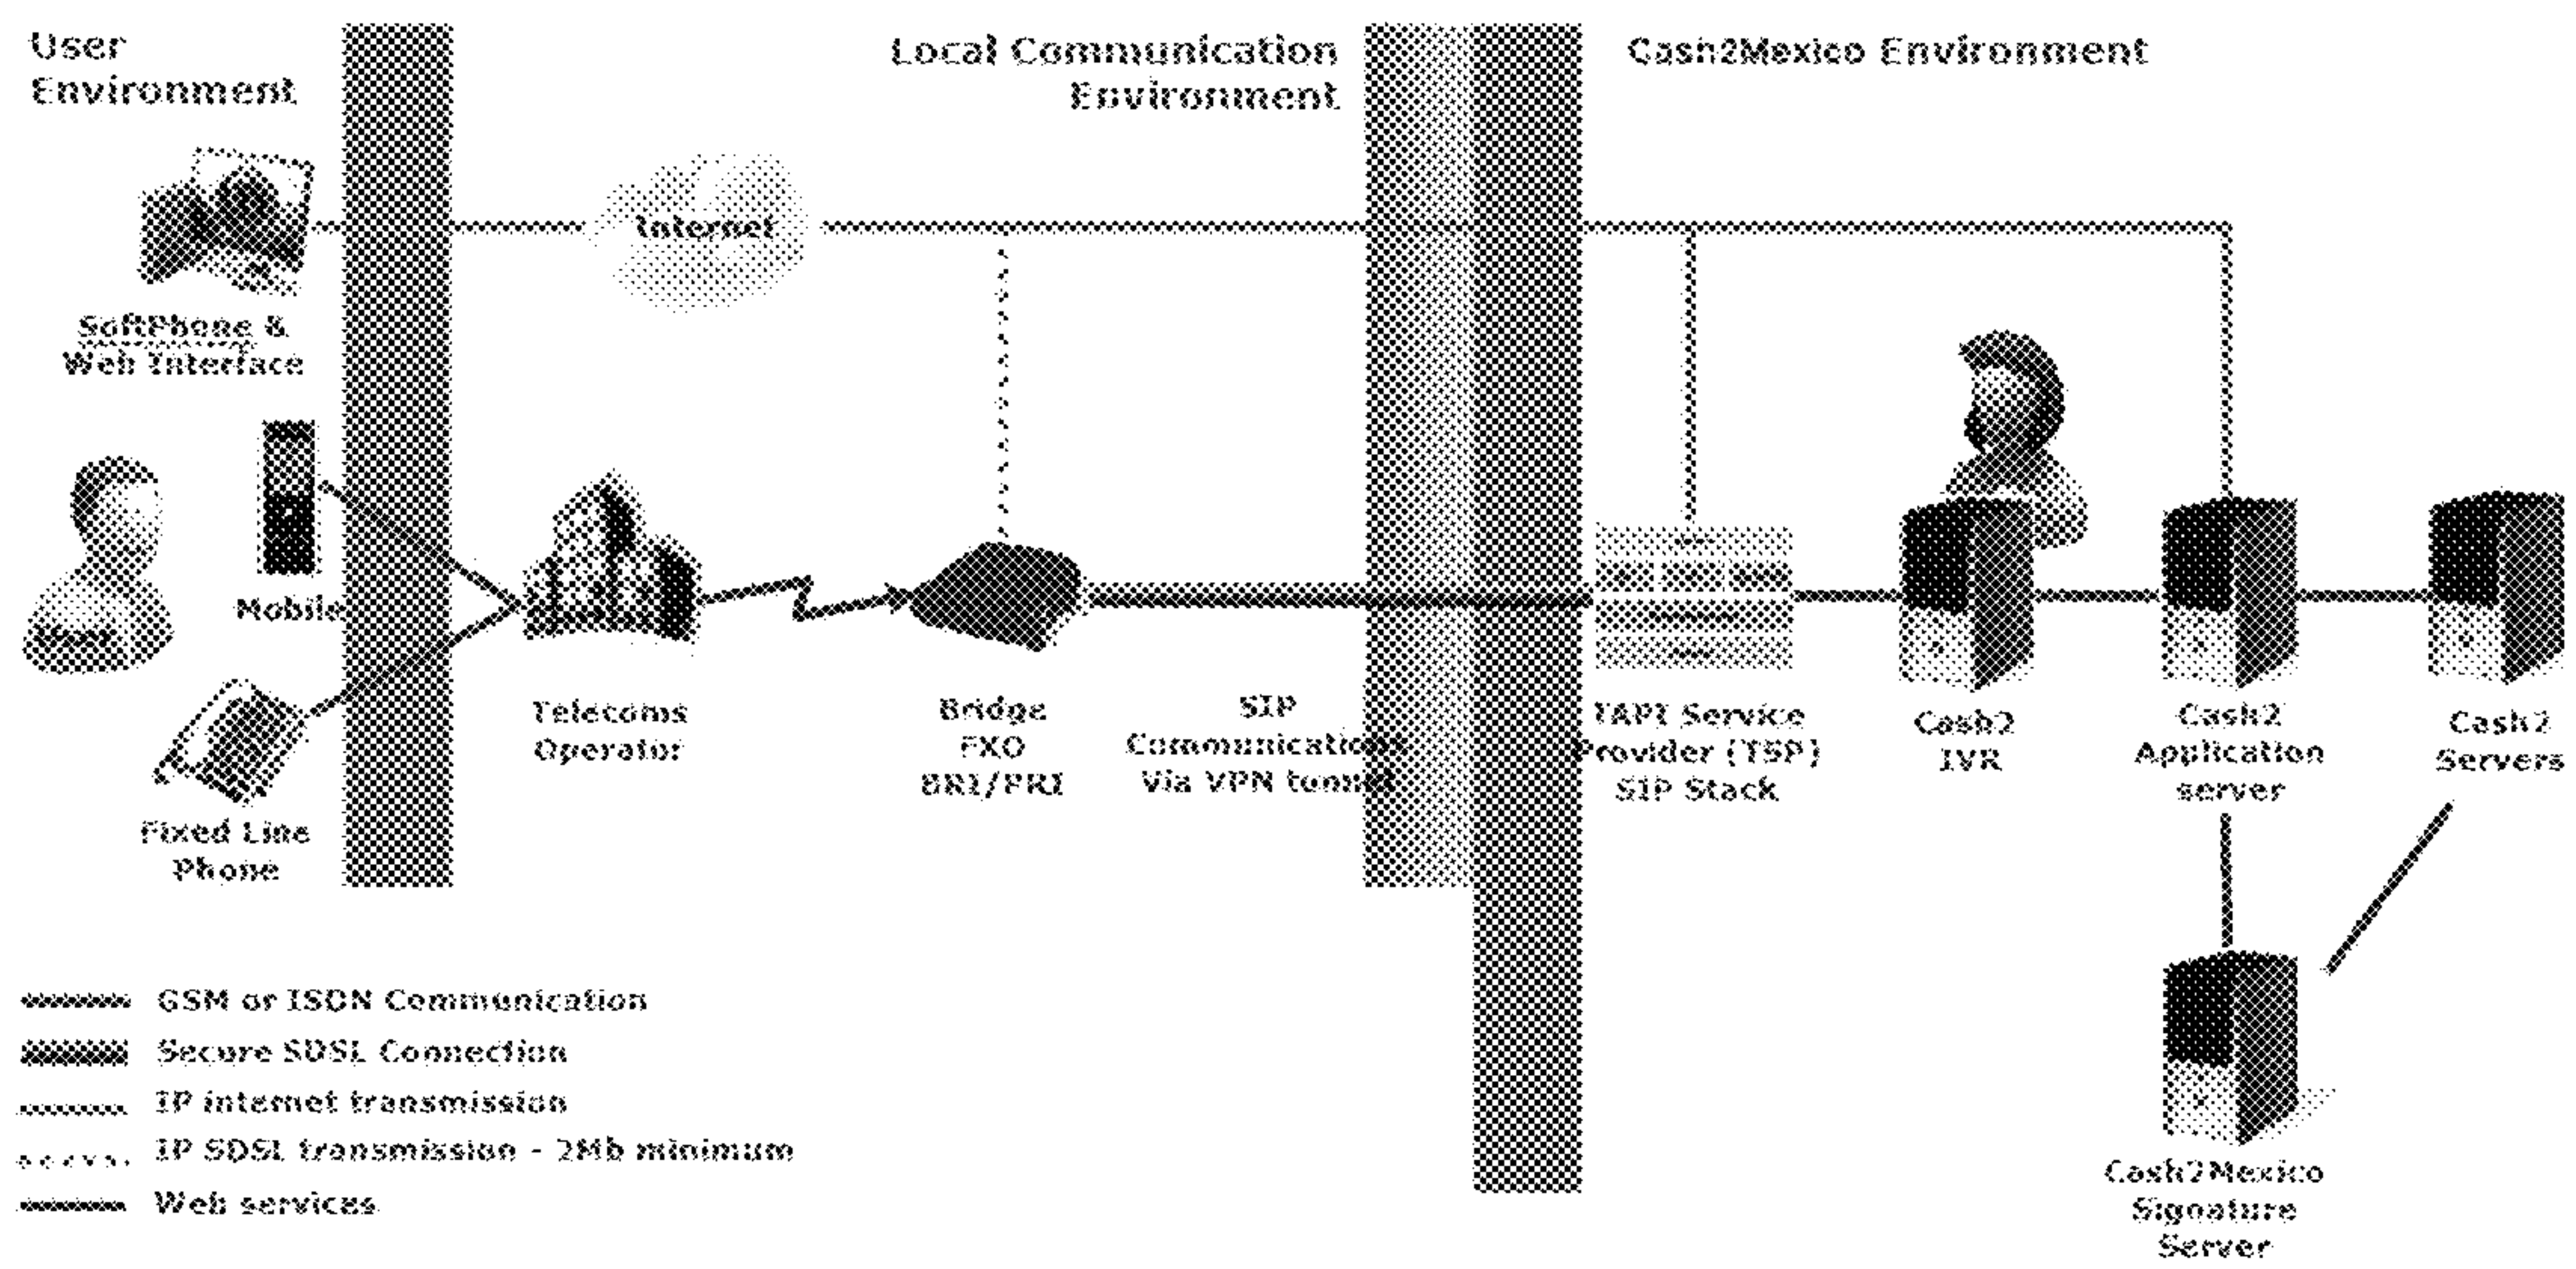 User
Environment
Local Communication
Environment
Cash2Mexico Environment
Internet
SoftPhone &
Web Interface
Mobile
User
Fixed Line
Phone
Telecoms
Operator
Bridge
FXO
BRI/PRI
SIP
Communications
Via VPN tunnel
TAPI Service
Provider (TSP)
SIP Stack
Cash2
IVR
Cash2
Application
server
Cash2
Servers
Cash2Mexico
Signature
Server
GSM or ISDN Communication
Secure SDSL Connection
IP internet transmission
IP SDSL transmission - 2Mb minimum
Web services